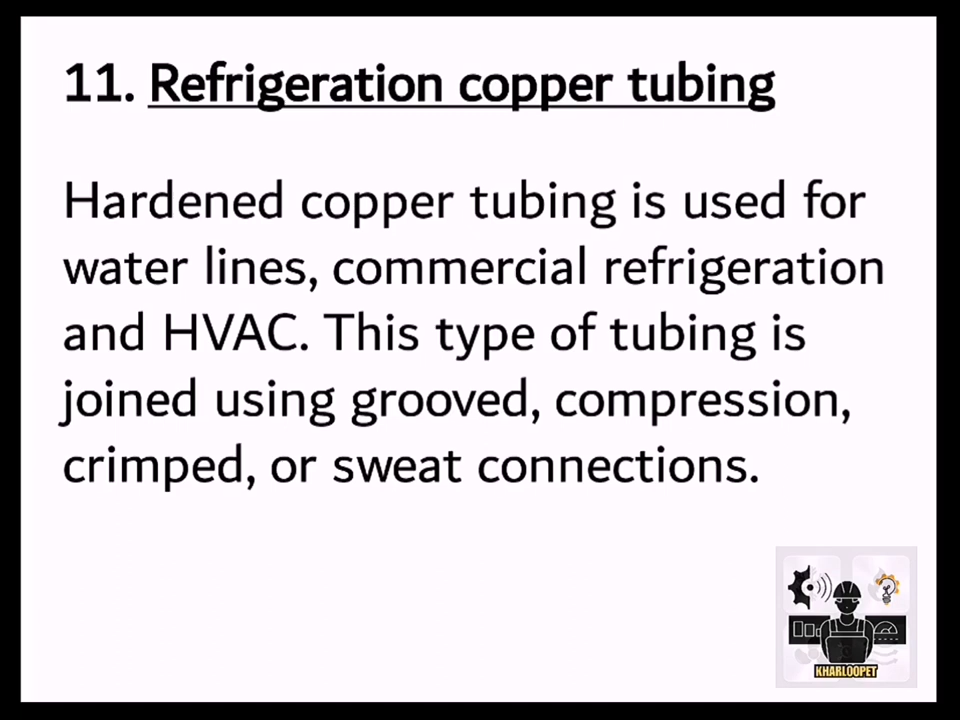 11. Refrigeration copper tubing
Hardened copper tubing is used for
water lines, commercial refrigeration
and HVAC. This type of tubing is
joined using grooved, compression,
crimped, or sweat connections.
KHARLOOPET